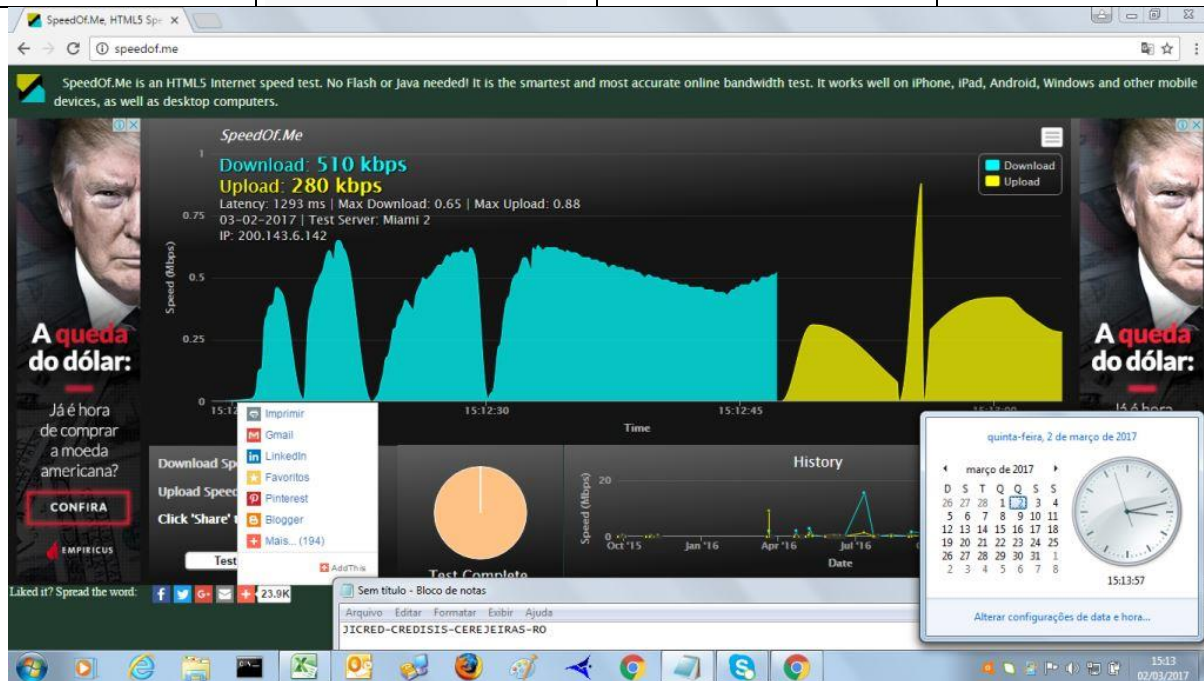 SpeedOf.Me, HTML5 Spe
speedof.me
SpeedOf.Me is an HTML5 Internet speed test. No Flash or Java needed! It is the smartest and most accurate online bandwidth test. It works well on iPhone, iPad, Android, Windows and other mobile
devices, as well as desktop computers.
SpeedOf.Me
Download: 510 kbps
Upload: 280 kbps
Latency: 1293 ms | Max Download: 0.65 | Max Upload: 0.88
03-02-2017 | Test Server: Miami 2
IP: 200.143.6.142
Download
Upload
1
0.75
0.5
0.25
0
Speed (Mbps)
15:12
15:12:30
15:12:45
15:13:00
Time
A queda
do dólar:
Já é hora
de comprar
a moeda
americana?
CONFIRA
EMPIRICUS
A queda
do dólar:
Já é hora
Imprimir
Gmail
LinkedIn
Favoritos
Pinterest
Blogger
Mais... (194)
AddThis
Download Sp
Upload Speed
Click 'Share' t
Test
Test Complete
History
Speed (Mbps)
20
0
Oct '15
Jan '16
Apr '16
Jul '16
Date
quinta-feira, 2 de março de 2017
março de 2017
D S T Q Q S S
26 27 28 1 2 3 4
5 6 7 8 9 10 11
12 13 14 15 16 17 18
19 20 21 22 23 24 25
26 27 28 29 30 31 1
2 3 4 5 6 7 8
15:13:57
Alterar configurações de data e hora...
Liked it? Spread the word:
23.9K
Sem título - Bloco de notas
Arquivo Editar Formatar Exibir Ajuda
JICRED-CREDISIS-CEREJEIRAS-RO
15:13
02/03/2017